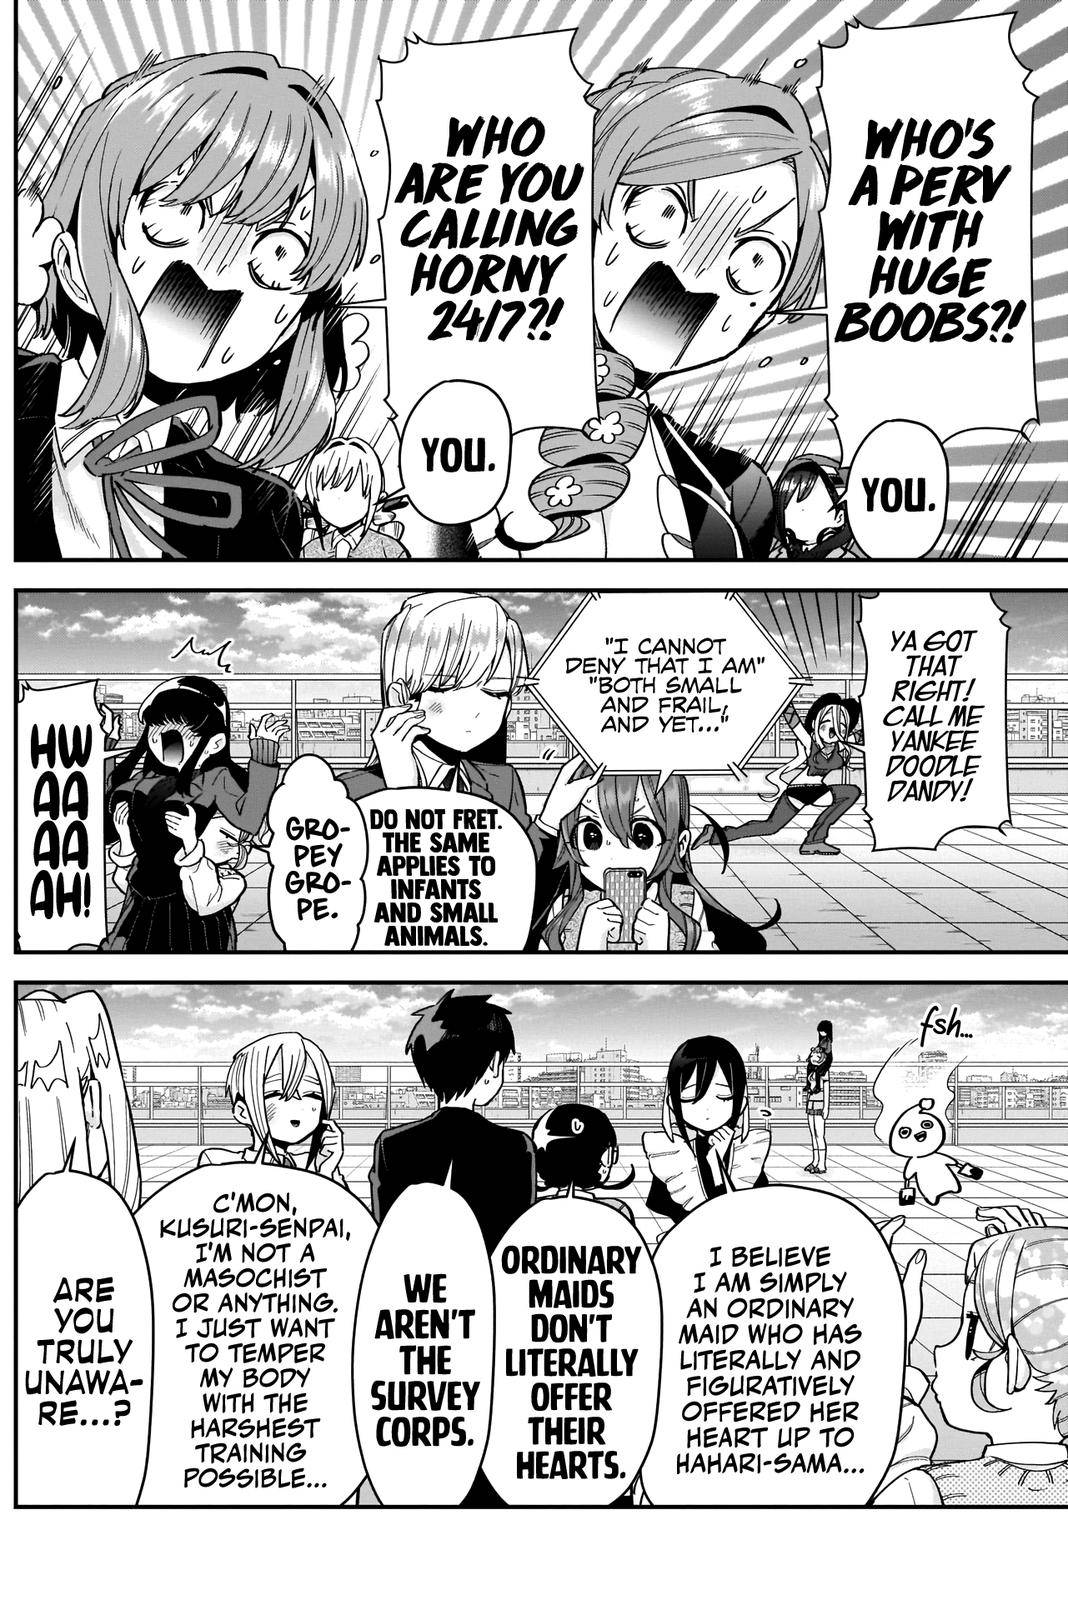 WHO'S
A PERV
WITH
HUGE
BOOBS?!
YOU.
WHO
ARE YOU
CALLING
HORNY
24/7?!
YOU.
YA GOT
THAT
RIGHT!
CALL ME
YANKEE
DOODLE
DANDY!
"I CANNOT
DENY THAT I AM"
"BOTH SMALL
AND FRAIL,
AND YET..."
DO NOT FRET.
THE SAME
APPLIES TO
INFANTS
AND SMALL
ANIMALS.
GRO-
PEY
GRO-
PE.
HW
AA
AA
AH!
fsh...
I BELIEVE
I AM SIMPLY
AN ORDINARY
MAID WHO HAS
LITERALLY AND
FIGURATIVELY
OFFERED HER
HEART UP TO
HAHARI-SAMA...
ORDINARY
MAIDS
DON'T
LITERALLY
OFFER
THEIR
HEARTS.
WE
AREN'T
THE
SURVEY
CORPS.
C'MON,
KUSURI-SENPAI,
I'M NOT A
MASOCHIST
OR ANYTHING.
I JUST WANT
TO TEMPER
MY BODY
WITH THE
HARSHEST
TRAINING
POSSIBLE...
ARE
YOU
TRULY
UNAWA-
RE...?